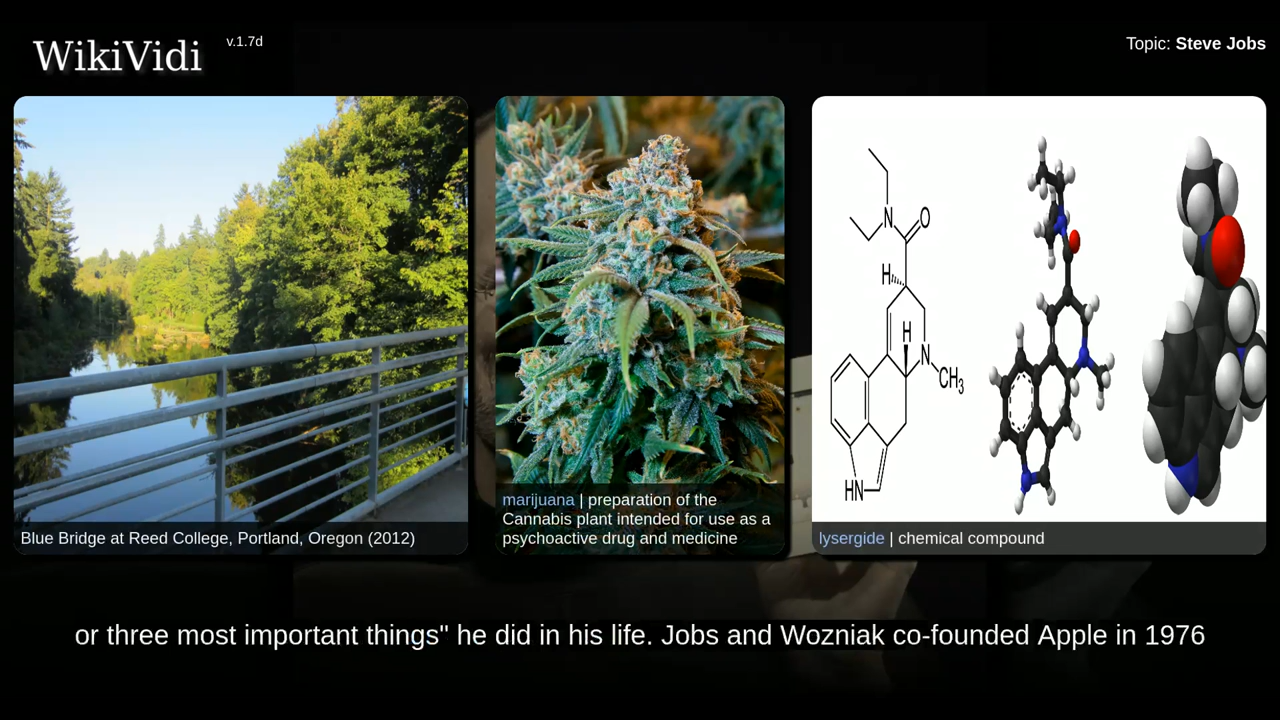 WikiVidi v.1.7d
Topic: Steve Jobs
N
O
H
H
N
CH3
HN
Blue Bridge at Reed College, Portland, Oregon (2012)
marijuana | preparation of the
Cannabis plant intended for use as a
psychoactive drug and medicine
lysergide | chemical compound
or three most important things" he did in his life. Jobs and Wozniak co-founded Apple in 1976